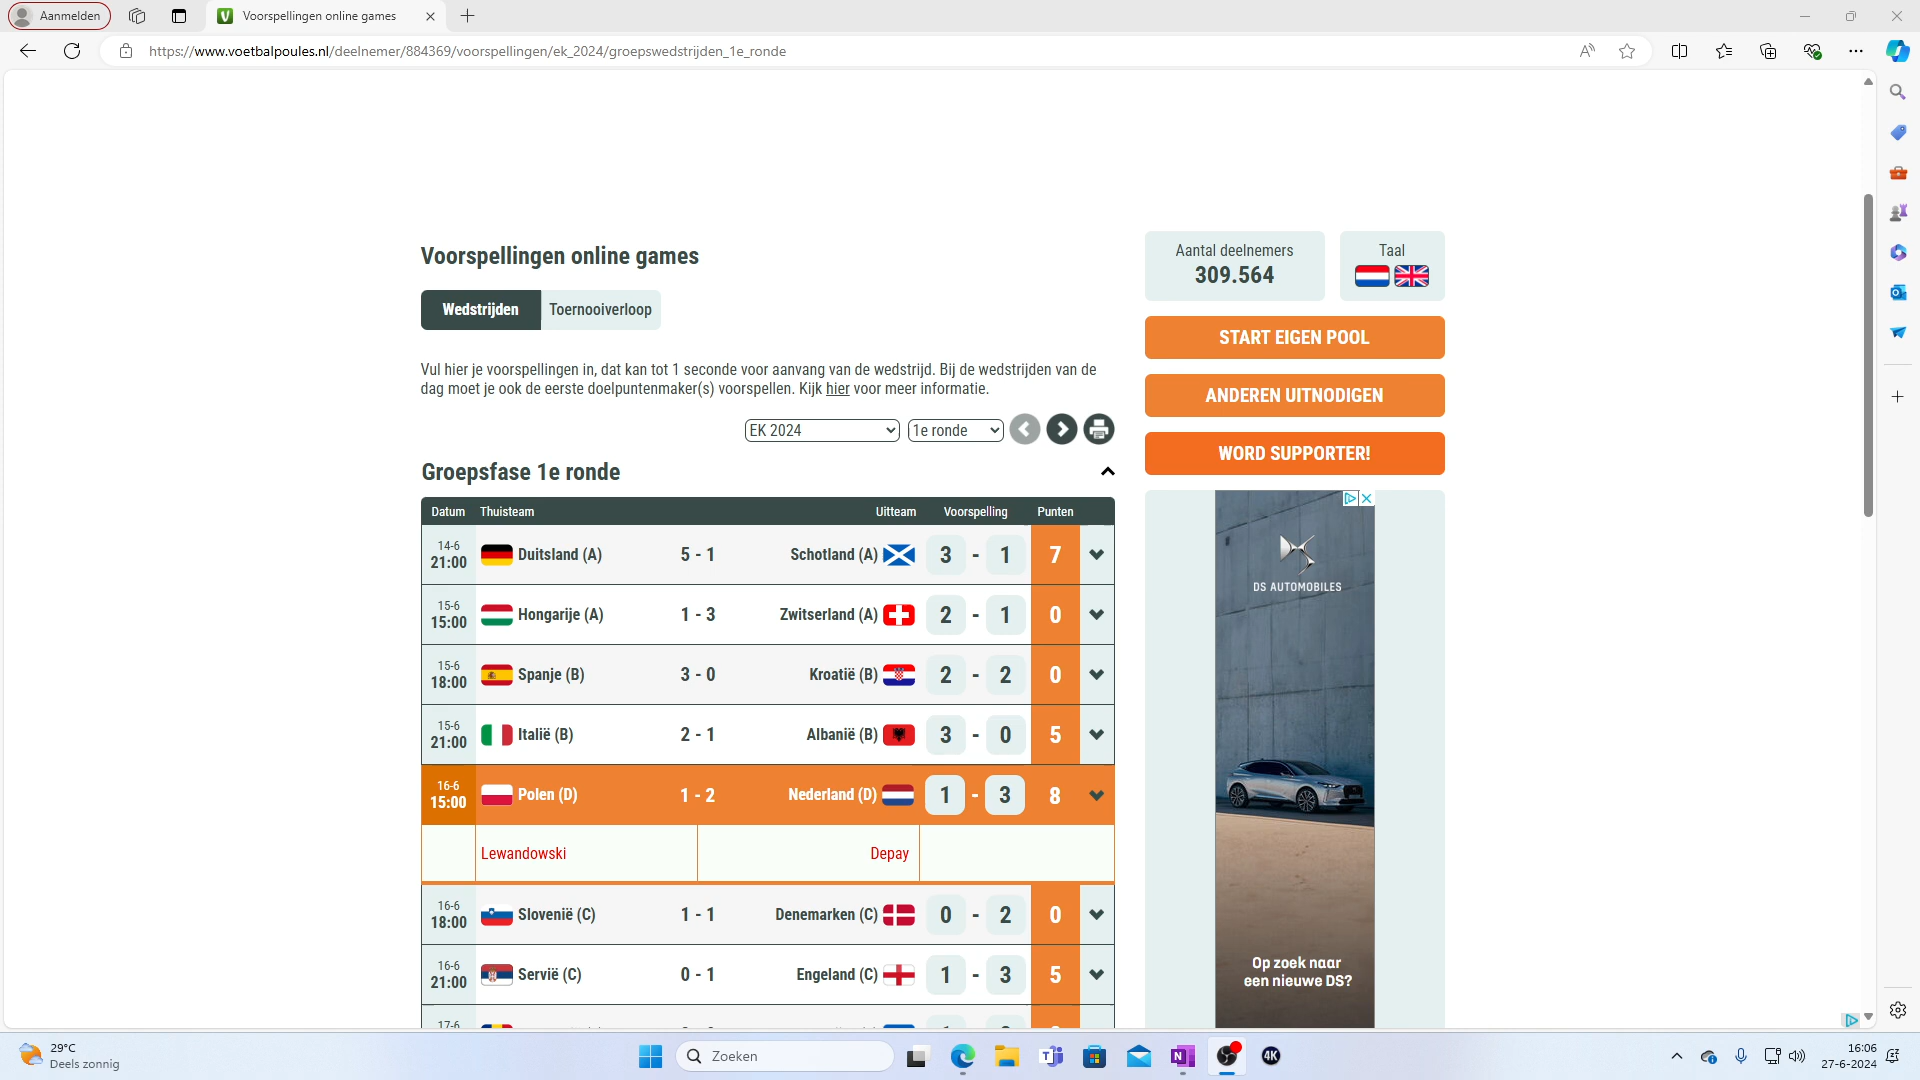 Aanmelden
Voorspellingen online games
https://www.voetbalpoules.nl/deelnemer/884369/voorspellingen/ek_2024/groepswedstrijden_1e_ronde
Voorspellingen online games
Wedstrijden Toernooiverloop
Vul hier je voorspellingen in, dat kan tot 1 seconde voor aanvang van de wedstrijd. Bij de wedstrijden van de
dag moet je ook de eerste doelpuntenmaker(s) voorspellen. Kijk hier voor meer informatie.
EK 2024 1e ronde
Groepsfase 1e ronde
Datum Thuisteam Uitteam Voorspelling Punten
14-6
21:00 Duitsland (A) 5 - 1 Schotland (A) 3 - 1 7
15-6
15:00 Hongarije (A) 1 - 3 Zwitserland (A) 2 - 1 0
15-6
18:00 Spanje (B) 3 - 0 Kroatië (B) 2 - 2 0
15-6
21:00 Italië (B) 2 - 1 Albanië (B) 3 - 0 5
16-6
15:00 Polen (D) 1 - 2 Nederland (D) 1 - 3 8
Lewandowski Depay
16-6
18:00 Slovenië (C) 1 - 1 Denemarken (C) 0 - 2 0
16-6
21:00 Servië (C) 0 - 1 Engeland (C) 1 - 3 5
17-6
Aantal deelnemers
309.564
Taal
START EIGEN POOL
ANDEREN UITNODIGEN
WORD SUPPORTER!
DS AUTOMOBILES
Op zoek naar
een nieuwe DS?
29°C
Deels zonnig
Zoeken
4K
16:06
27-6-2024